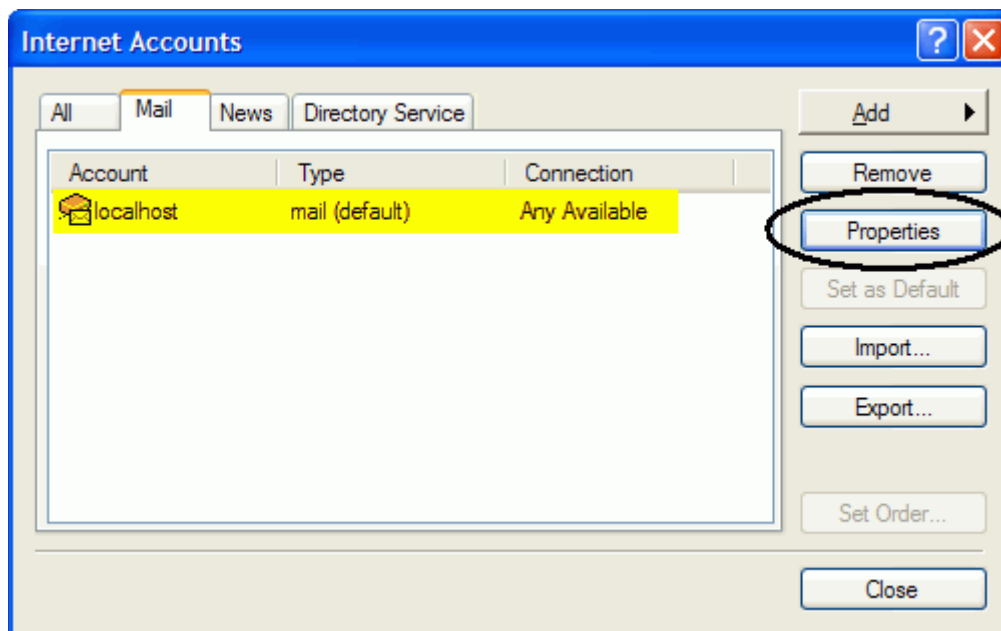 Internet Accounts
All Mail News Directory Service
Account Type Connection
localhost mail (default) Any Available
Add
Remove
Properties
Set as Default
Import...
Export...
Set Order...
Close